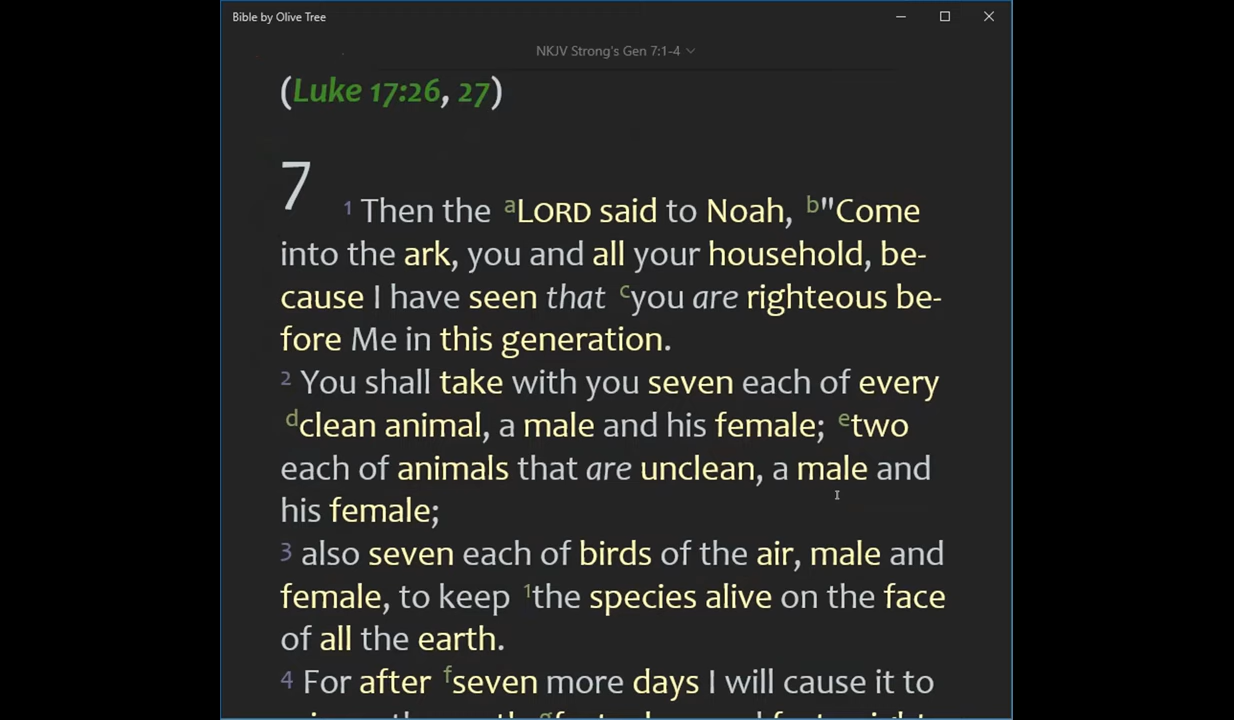 Bible by Olive Tree
NKJV Strong's Gen 7:1-4
(Luke 17:26, 27)
7 1 Then the aLORD said to Noah, b"Come
into the ark, you and all your household, be-
cause I have seen that cyou are righteous be-
fore Me in this generation.
2 You shall take with you seven each of every
dclean animal, a male and his female; etwo
each of animals that are unclean, a male and
his female;
3 also seven each of birds of the air, male and
female, to keep 1the species alive on the face
of all the earth.
4 For after fseven more days I will cause it to